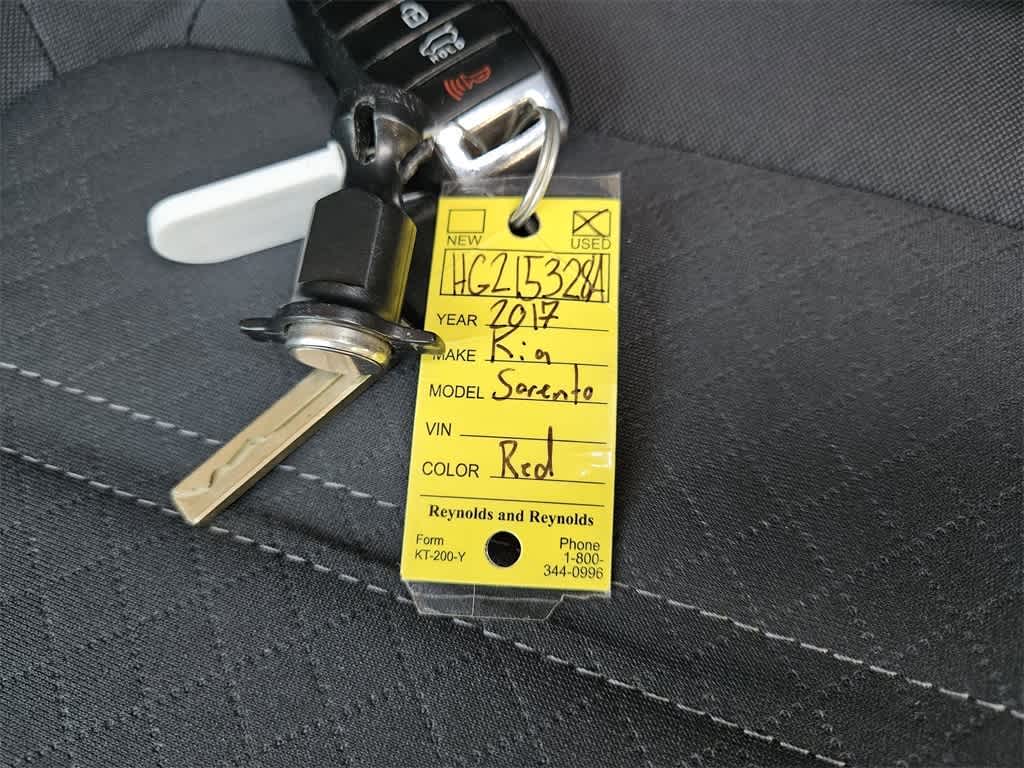 HOLD
NEW USED
HG215328A
YEAR 2017
MAKE Kia
MODEL Sorento
VIN
COLOR Red
Reynolds and Reynolds
Form
KT-200-Y
Phone
1-800-
344-0996